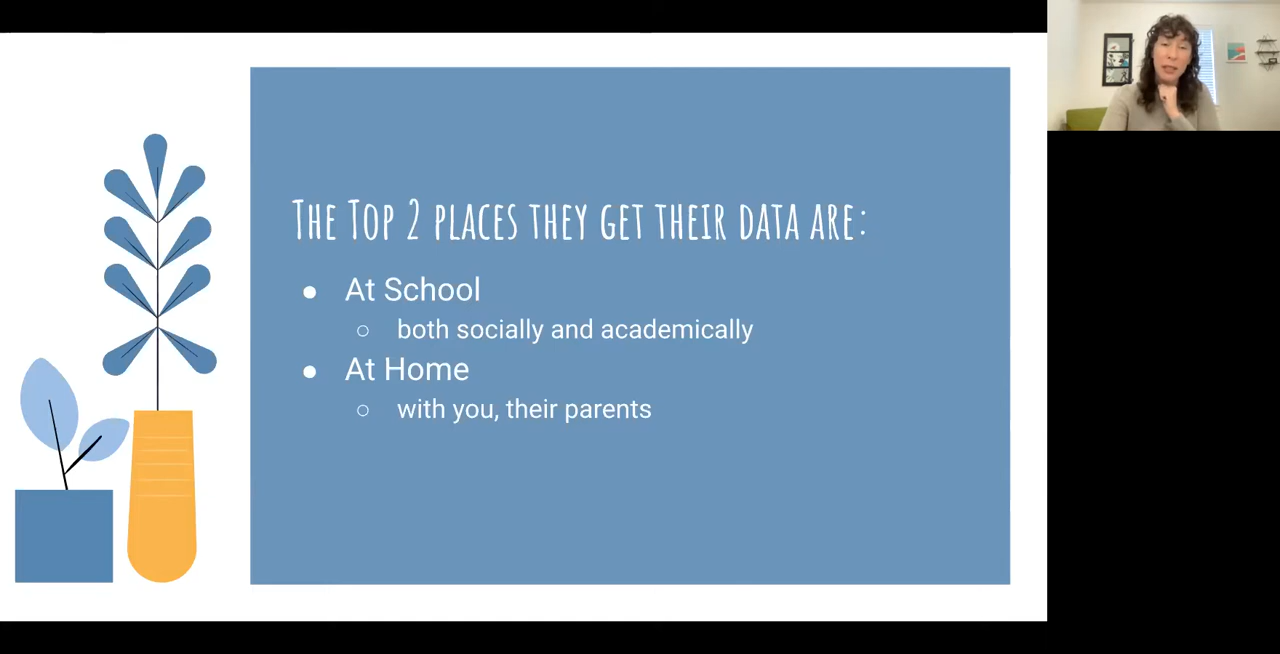 The Top 2 places they get their data are:
● At School
○ both socially and academically
● At Home
○ with you, their parents